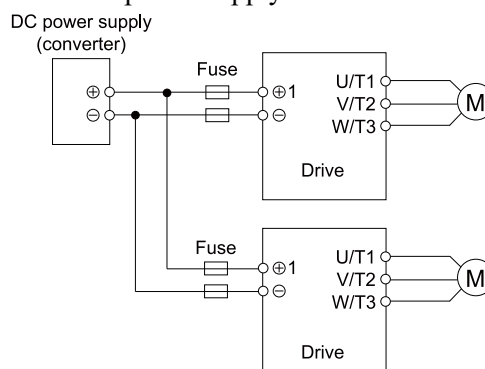 DC power supply
(converter)
Fuse
⊕
⊕1
U/T1
M
⊖
⊖
V/T2
W/T3
Drive
Fuse
⊕1
U/T1
M
⊖
V/T2
W/T3
Drive